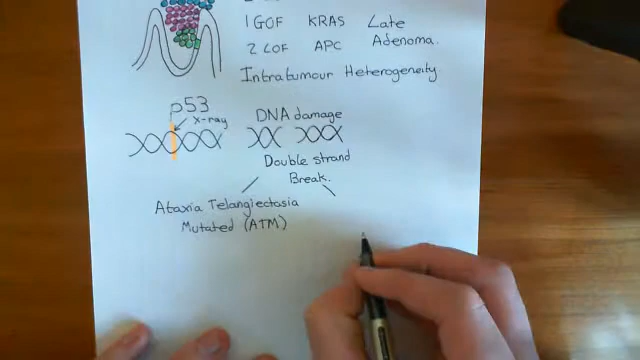 1 GOF KRAS Late
2 LOF APC Adenoma.
Intratumour Heterogeneity
p53
x-ray
DNA damage
Double strand
Break.
Ataxia Telangiectasia
Mutated (ATM)